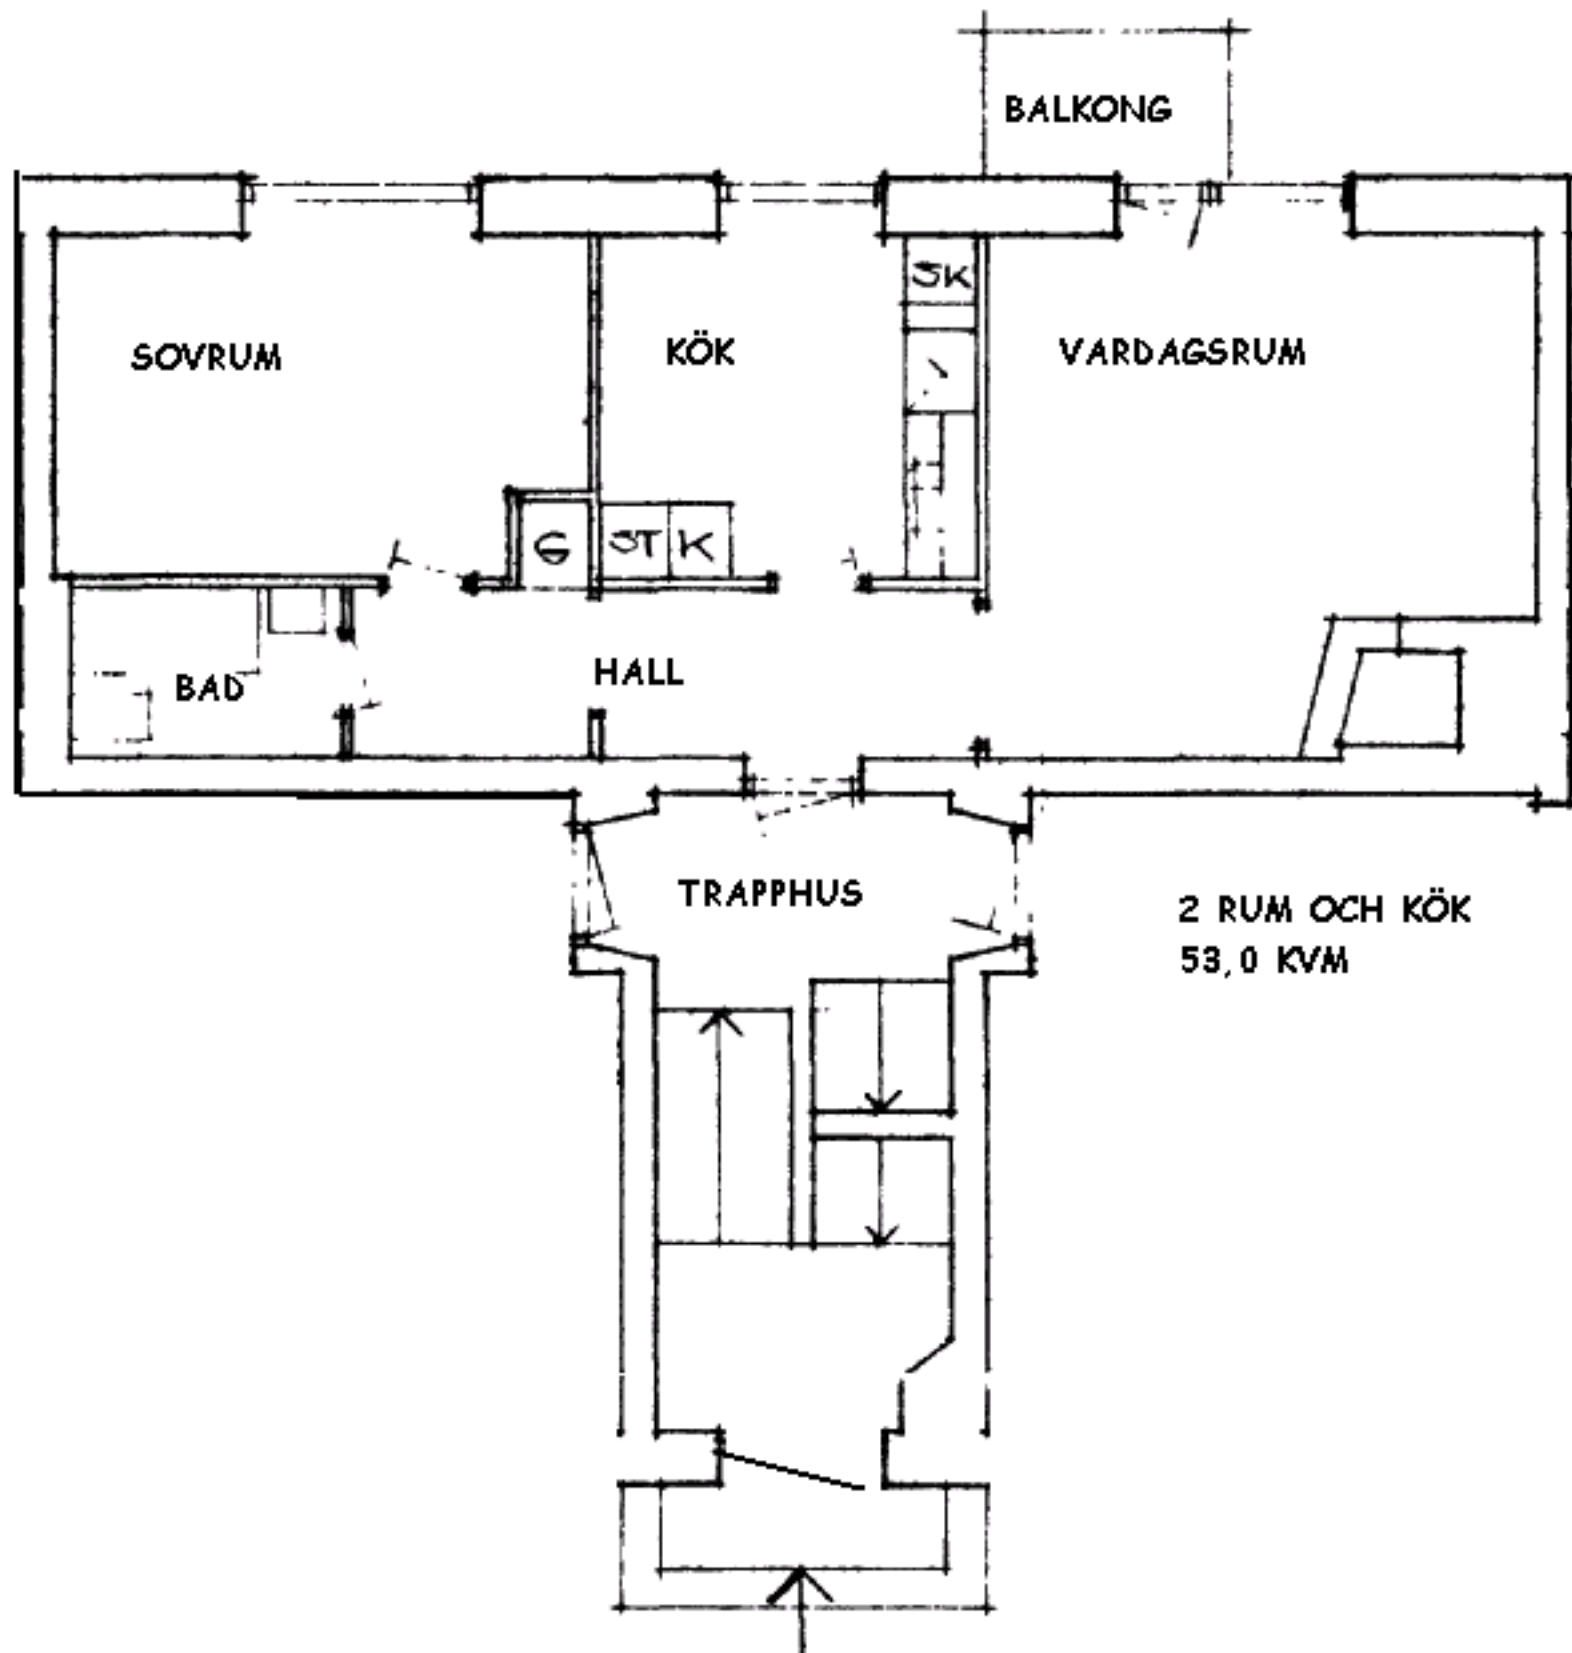 BALKONG
SK
SOVRUM
KÖK
VARDAGSRUM
G
ST K
BAD
HALL
TRAPPHUS
2 RUM OCH KÖK
53,0 KVM